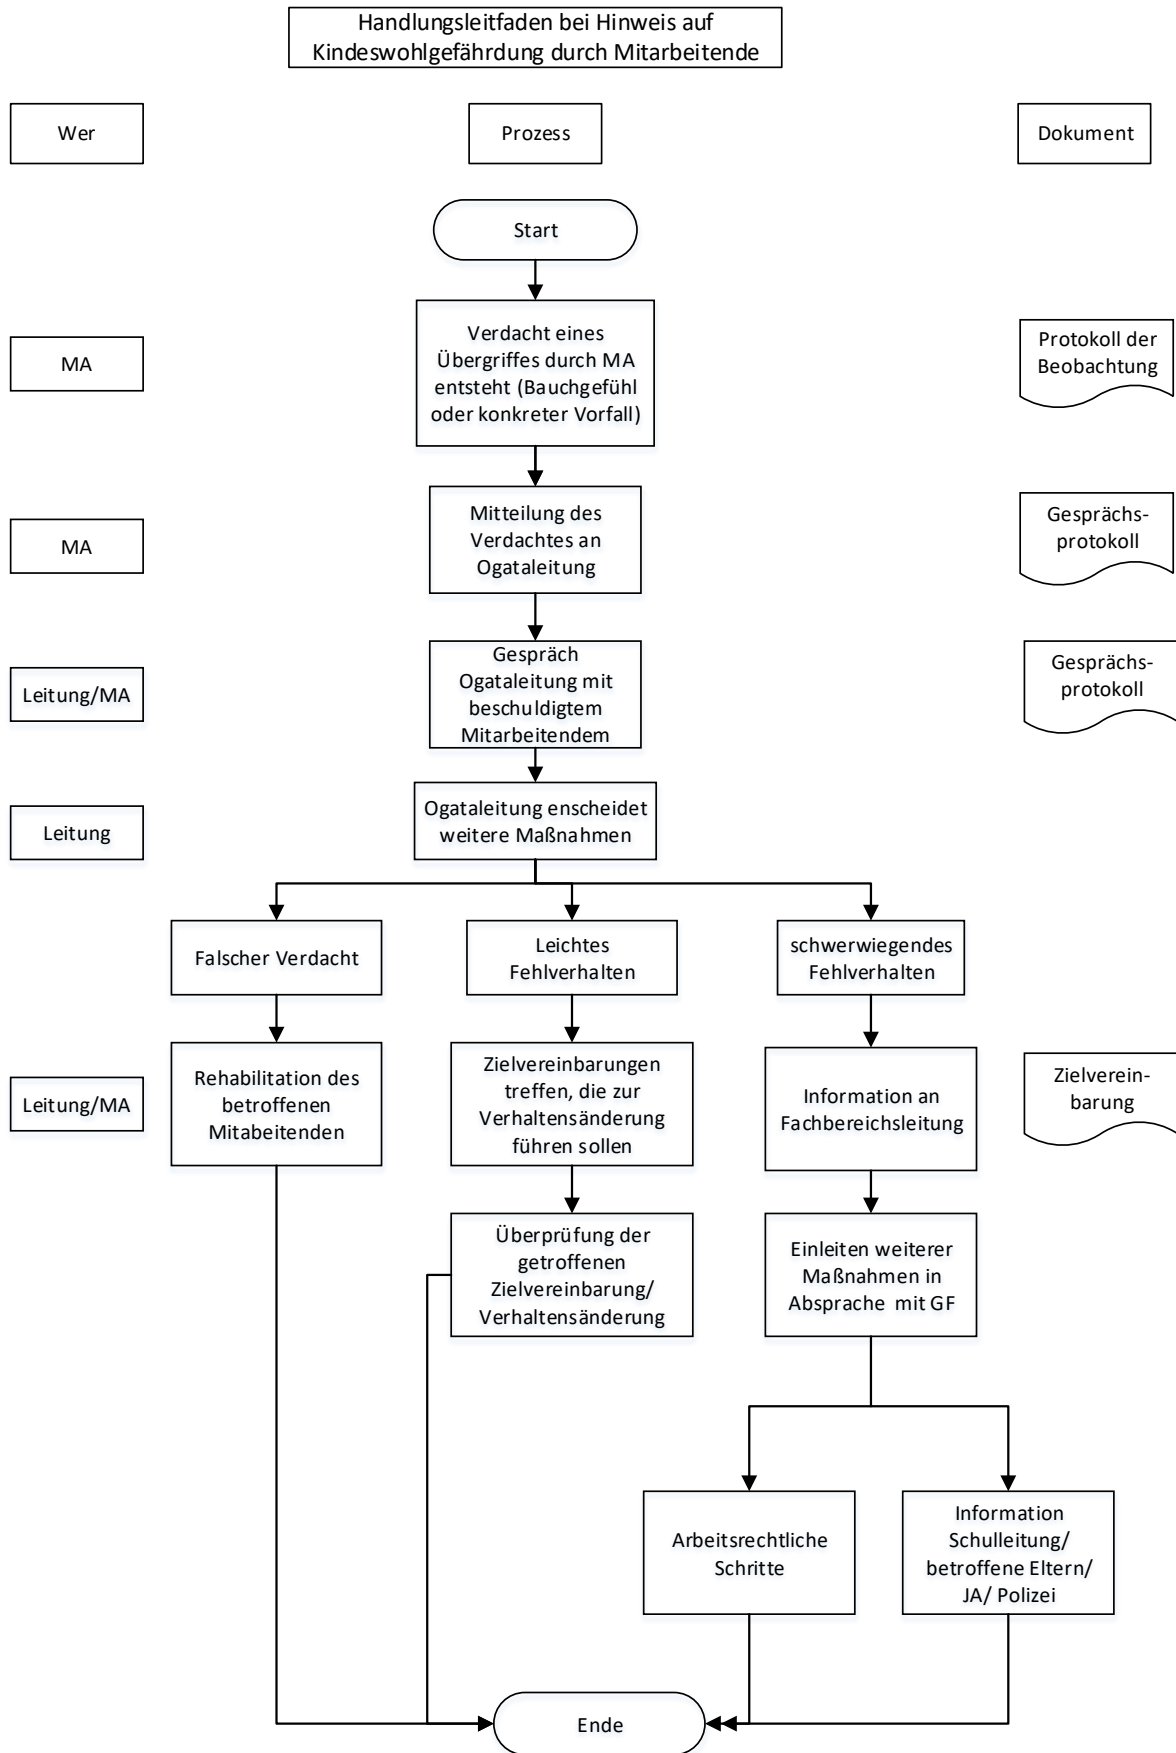 Handlungsleitfaden bei Hinweis auf
Kindeswohlgefährdung durch Mitarbeitende
Wer
Prozess
Dokument
Start
MA
Verdacht eines
Übergriffes durch MA
entsteht (Bauchgefühl
oder konkreter Vorfall)
Protokoll der
Beobachtung
MA
Mitteilung des
Verdachtes an
Ogataleitung
Gesprächs-
protokoll
Leitung/MA
Gespräch
Ogataleitung mit
beschuldigtem
Mitarbeitendem
Gesprächs-
protokoll
Leitung
Ogataleitung enscheidet
weitere Maßnahmen
Falscher Verdacht
Leichtes
Fehlverhalten
schwerwiegendes
Fehlverhalten
Leitung/MA
Rehabilitation des
betroffenen
Mitabeitenden
Zielvereinbarungen
treffen, die zur
Verhaltensänderung
führen sollen
Information an
Fachbereichsleitung
Zielverein-
barung
Überprüfung der
getroffenen
Zielvereinbarung/
Verhaltensänderung
Einleiten weiterer
Maßnahmen in
Absprache mit GF
Arbeitsrechtliche
Schritte
Information
Schulleitung/
betroffene Eltern/
JA/ Polizei
Ende